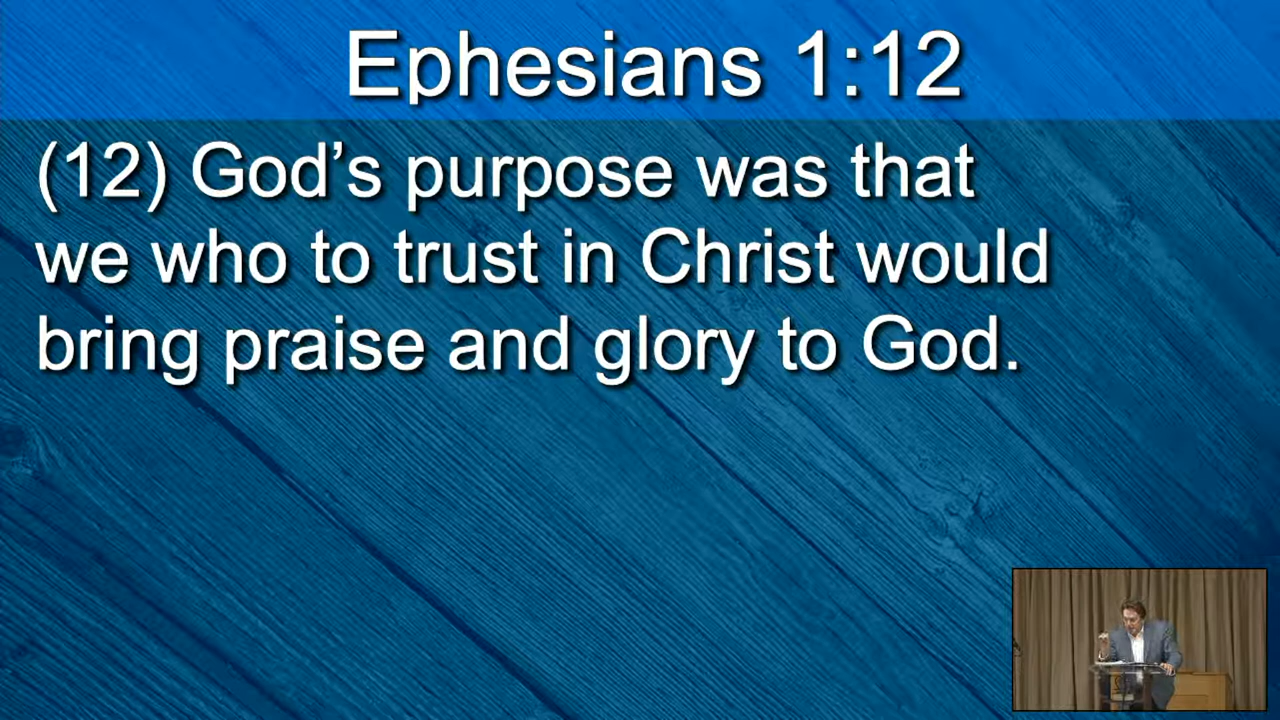 Ephesians 1:12
(12) God’s purpose was that
we who to trust in Christ would
bring praise and glory to God.